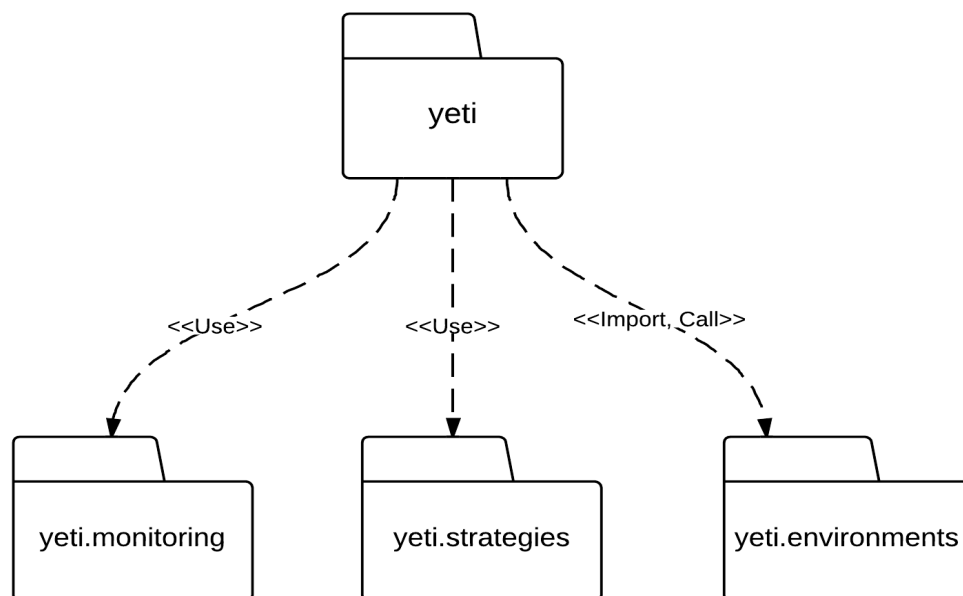 yeti
<<Use>>
<<Use>>
<<Import, Call>>
yeti.monitoring
yeti.strategies
yeti.environments